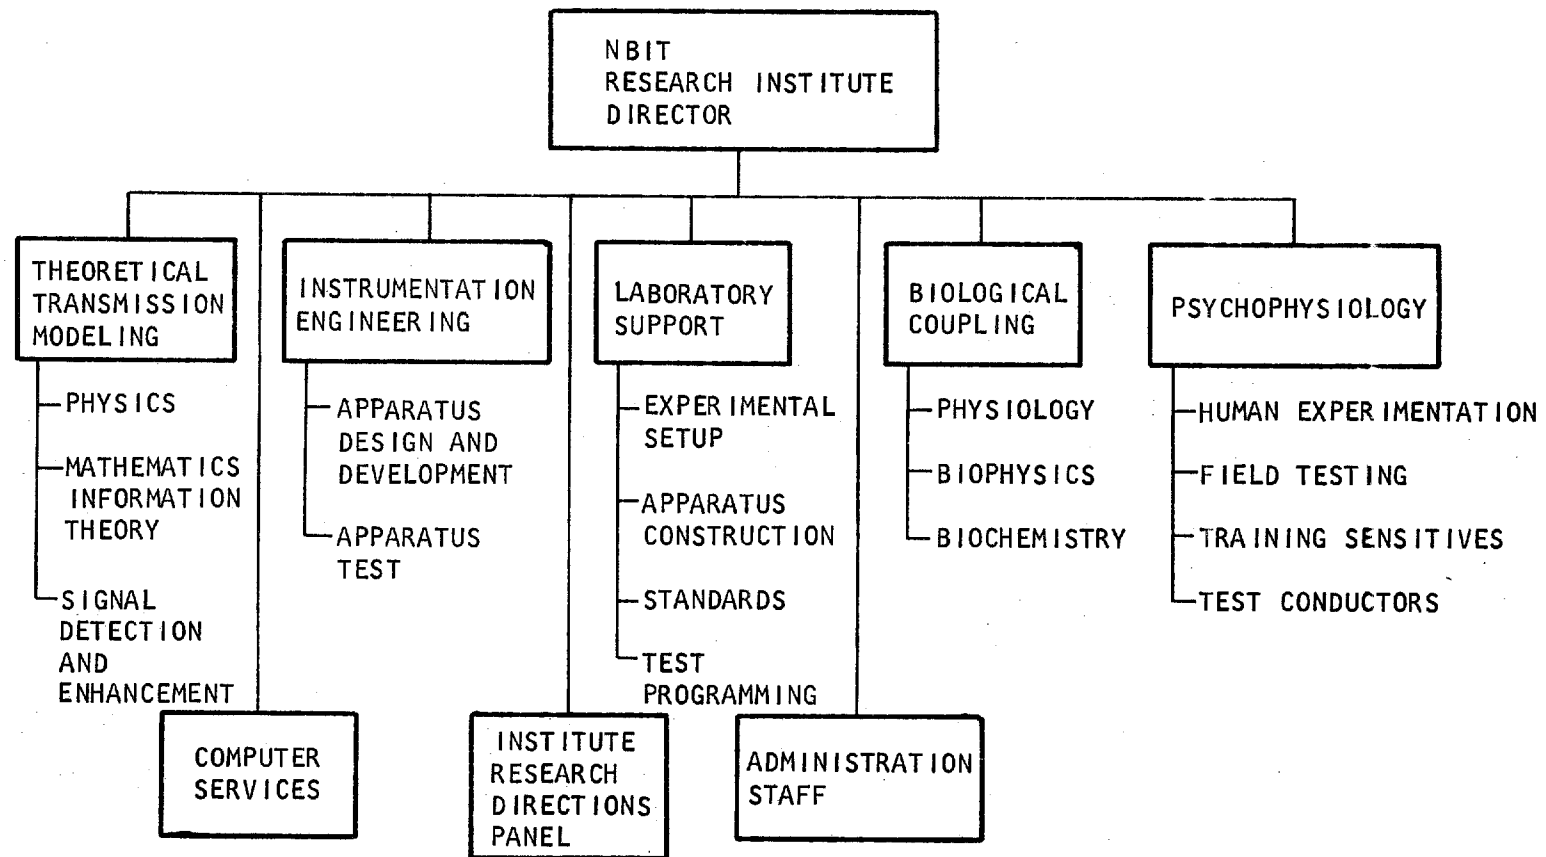 NBIT
RESEARCH INSTITUTE
DIRECTOR
THEORETICAL
TRANSMISSION
MODELING
PHYSICS
MATHEMATICS
INFORMATION
THEORY
SIGNAL
DETECTION
AND
ENHANCEMENT
COMPUTER
SERVICES
INSTRUMENTATION
ENGINEERING
APPARATUS
DESIGN AND
DEVELOPMENT
APPARATUS
TEST
INSTITUTE
RESEARCH
DIRECTIONS
PANEL
LABORATORY
SUPPORT
EXPERIMENTAL
SETUP
APPARATUS
CONSTRUCTION
STANDARDS
TEST
PROGRAMMING
ADMINISTRATION
STAFF
BIOLOGICAL
COUPLING
PHYSIOLOGY
BIOPHYSICS
BIOCHEMISTRY
PSYCHOPHYSIOLOGY
HUMAN EXPERIMENTATION
FIELD TESTING
TRAINING SENSITIVES
TEST CONDUCTORS